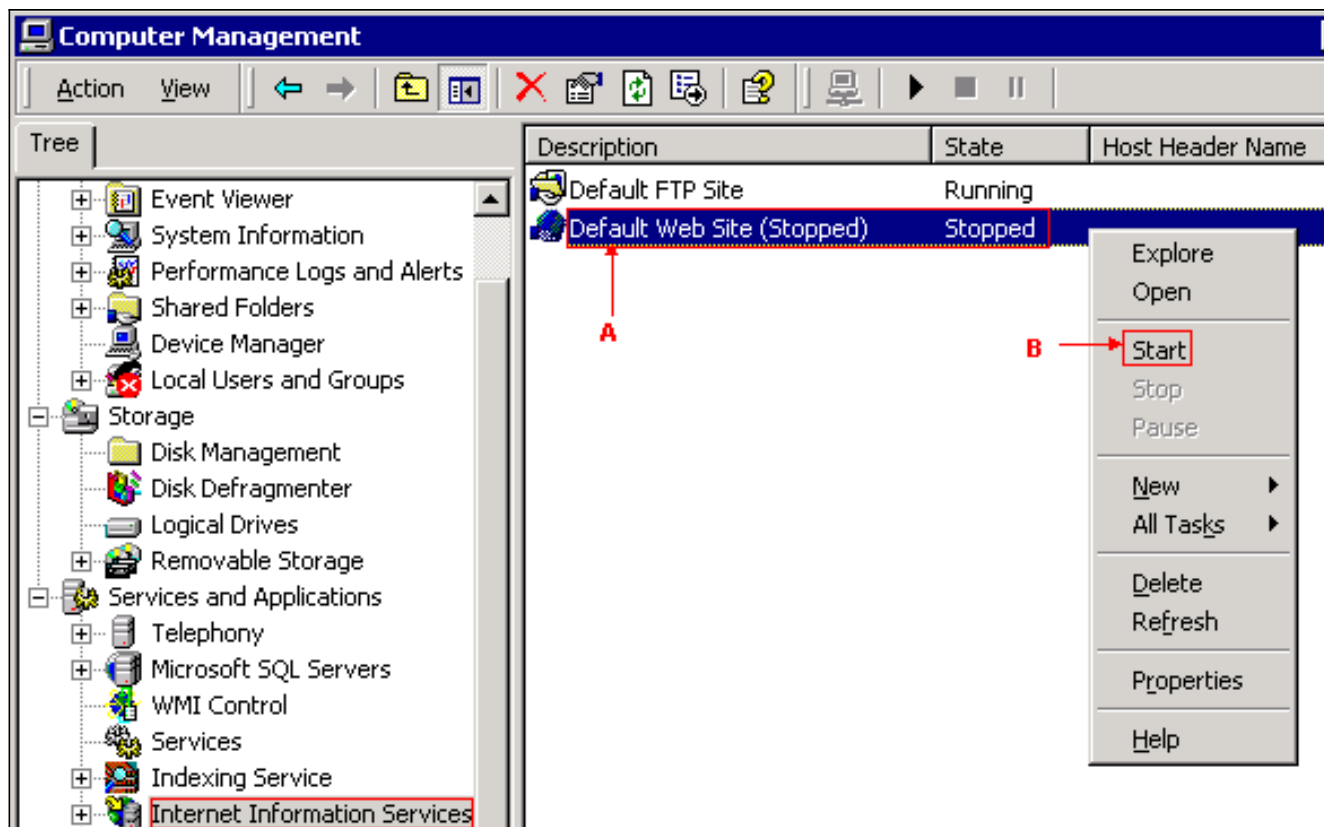 Computer Management
Action View
Tree
Description State Host Header Name
Event Viewer
System Information
Performance Logs and Alerts
Shared Folders
Device Manager
Local Users and Groups
Storage
Disk Management
Disk Defragmenter
Logical Drives
Removable Storage
Services and Applications
Telephony
Microsoft SQL Servers
WMI Control
Services
Indexing Service
Internet Information Services
Default FTP Site Running
Default Web Site (Stopped) Stopped
A
B
Explore
Open
Start
Stop
Pause
New
All Tasks
Delete
Refresh
Properties
Help